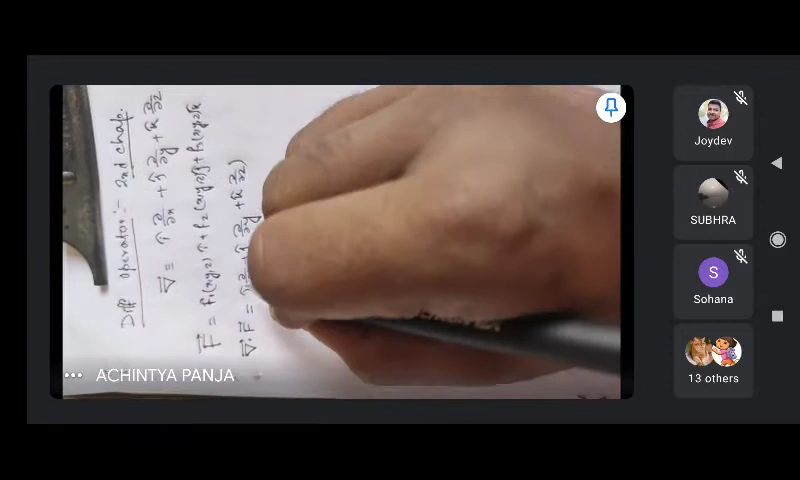 Diff operator :- 2nd chap.
∇⃗ ≡ î ∂/∂x + ĵ ∂/∂y + k̂ ∂/∂z
F⃗ = f₁(x,y,z) î + f₂(x,y,z)ĵ + f₃(x,y,z)k̂
∇⃗·F⃗ = (î ∂/∂x + ĵ ∂/∂y + k̂ ∂/∂z)
ACHINTYA PANJA
Joydev
SUBHRA
S
Sohana
13 others